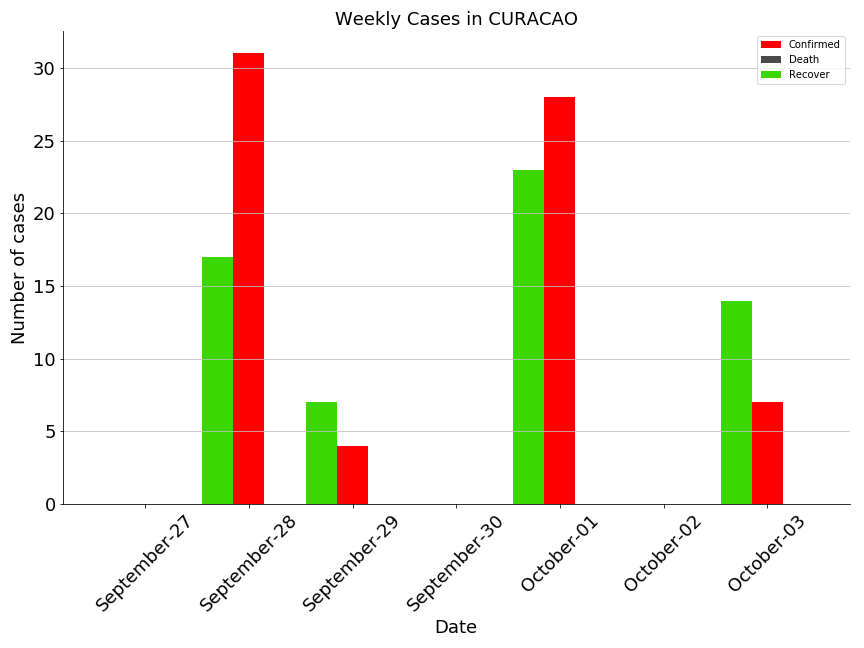 Weekly Cases in CURACAO
Confirmed
Death
Recover
Number of cases
30
25
20
15
10
5
0
September-27
September-28
September-29
September-30
October-01
October-02
October-03
Date